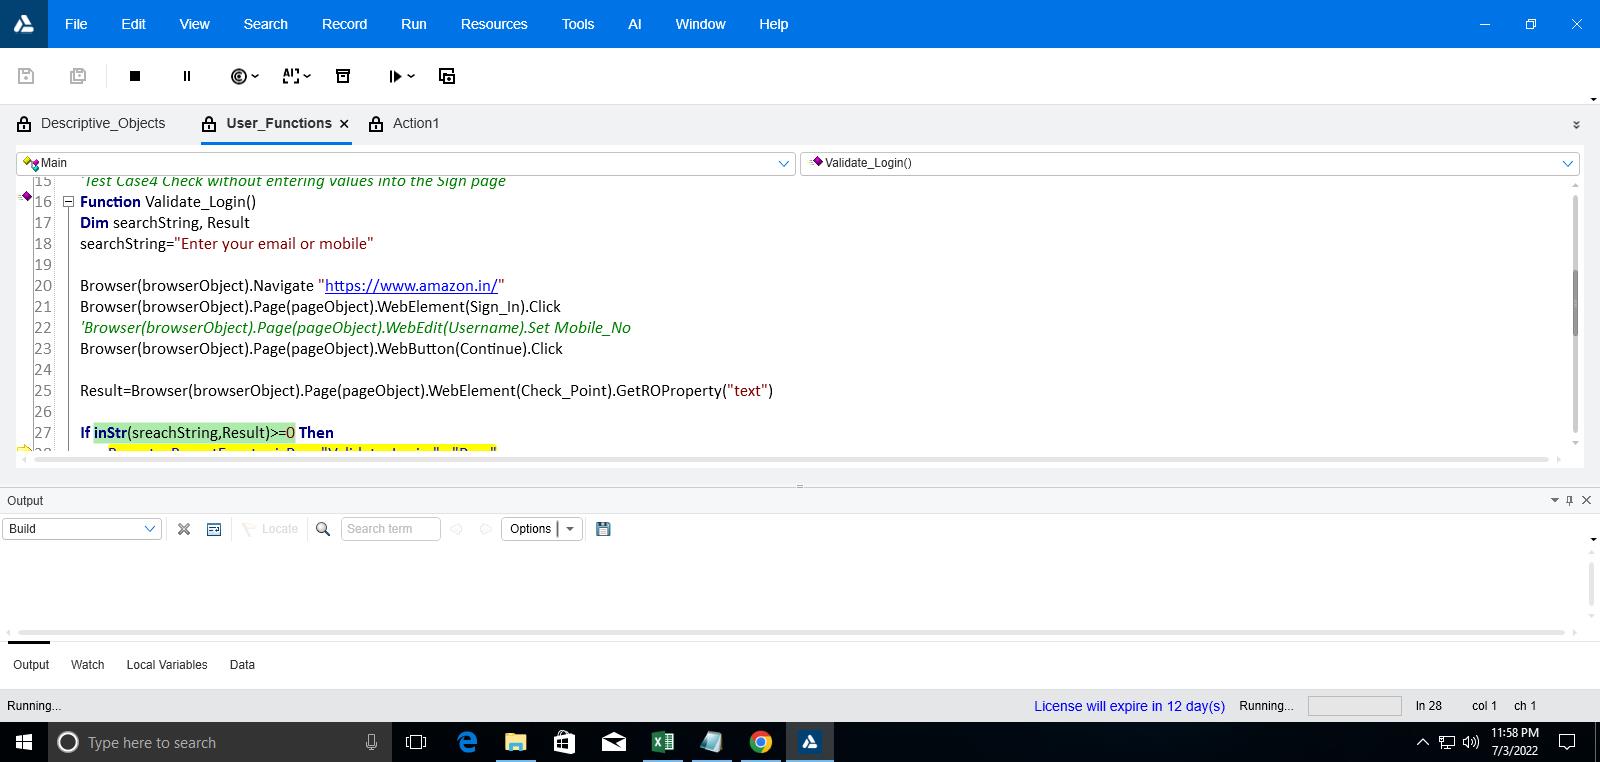 File Edit View Search Record Run Resources Tools AI Window Help
Descriptive_Objects User_Functions Action1
Main Validate_Login()
15 'Test Case4 Check without entering values into the Sign page
16 Function Validate_Login()
17 Dim searchString, Result
18 searchString="Enter your email or mobile"
19
20 Browser(browserObject).Navigate "https://www.amazon.in/"
21 Browser(browserObject).Page(pageObject).WebElement(Sign_In).Click
22 'Browser(browserObject).Page(pageObject).WebEdit(Username).Set Mobile_No
23 Browser(browserObject).Page(pageObject).WebButton(Continue).Click
24
25 Result=Browser(browserObject).Page(pageObject).WebElement(Check_Point).GetROProperty("text")
26
27 If inStr(sreachString,Result)>=0 Then
Output
Build Locate Search term Options
Output Watch Local Variables Data
Running... License will expire in 12 day(s) Running... ln 28 col 1 ch 1
Type here to search
11:58 PM
7/3/2022